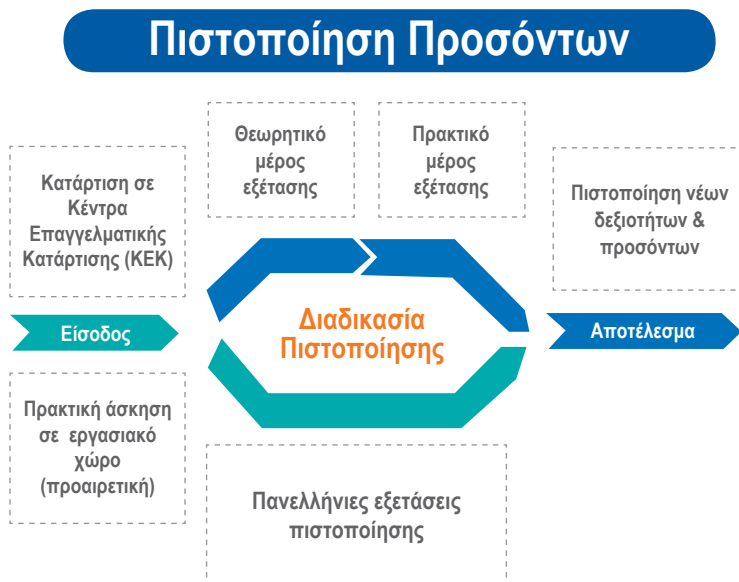 Πιστοποίηση Προσόντων
Θεωρητικό
μέρος
εξέτασης
Πρακτικό
μέρος
εξέτασης
Κατάρτιση σε
Κέντρα
Επαγγελματικής
Κατάρτισης (ΚΕΚ)
Πιστοποίηση νέων
δεξιοτήτων &
προσόντων
Είσοδος
Διαδικασία
Πιστοποίησης
Αποτέλεσμα
Πρακτική άσκηση
σε εργασιακό
χώρο
(προαιρετική)
Πανελλήνιες εξετάσεις
πιστοποίησης